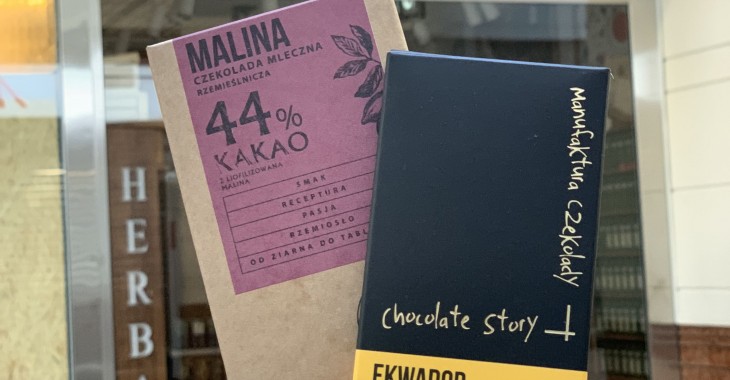 MALINA
CZEKOLADA MLECZNA
RZEMIEŚLNICZA
44%
KAKAO
Z LIOFILIZOWANĄ
MALINĄ
SMAK
RECEPTURA
PASJA
RZEMIOSŁO
OD ZIARNA DO TABL
Manufaktura Czekolady
chocolate story
EKWADOR
HERBA